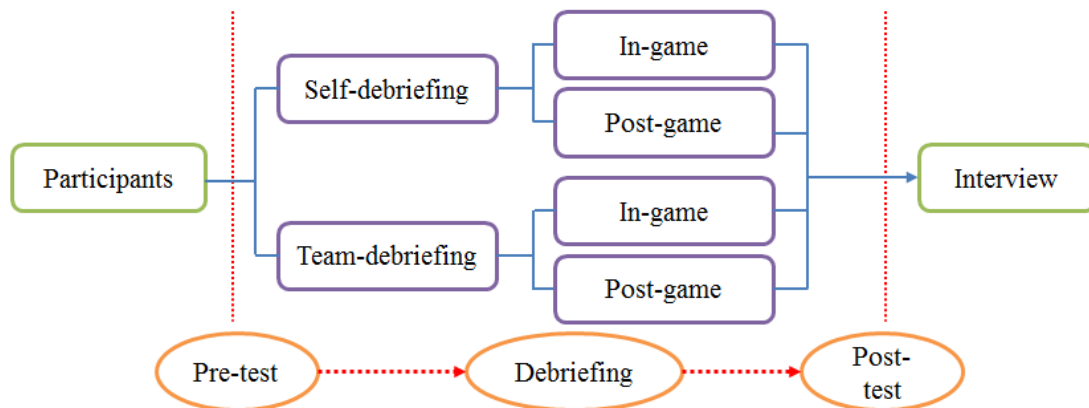 In-game
Self-debriefing
Post-game
Participants
Interview
In-game
Team-debriefing
Post-game
Pre-test
Debriefing
Post-
test